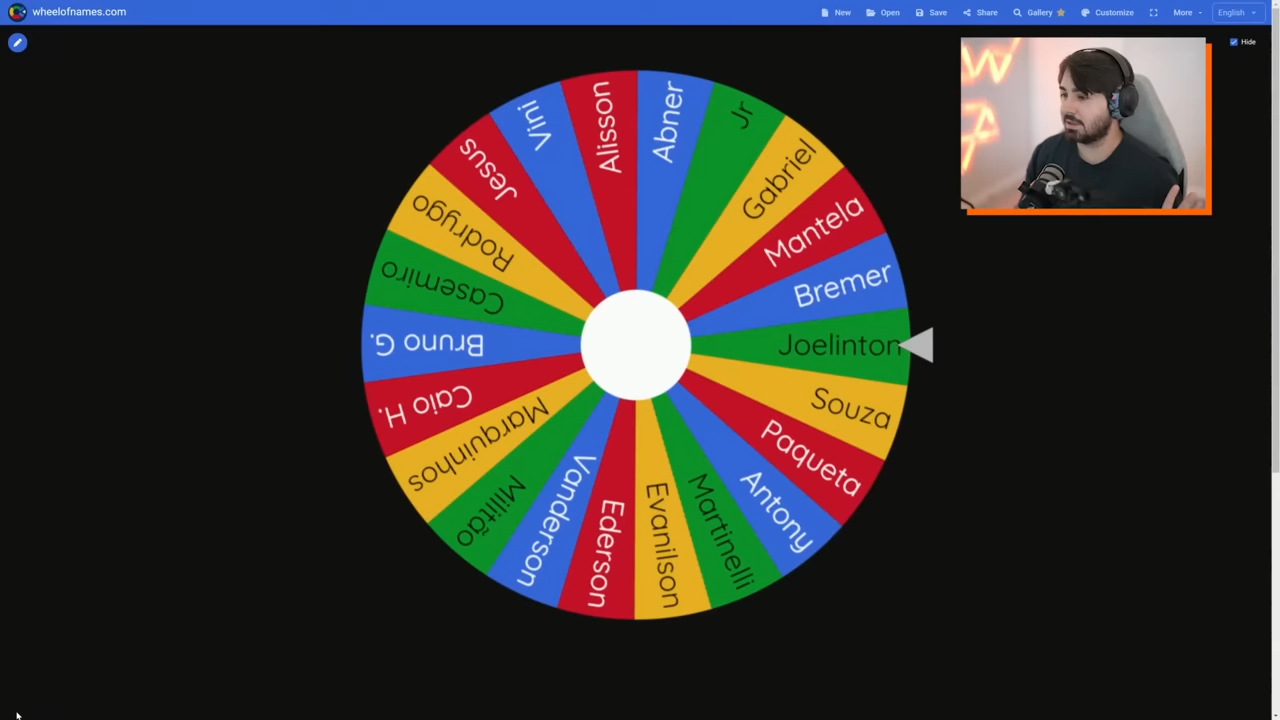 wheelofnames.com
New
Open
Save
Share
Gallery
Customize
More
English
Hide
Abner
Jr
Gabriel
Mantela
Bremer
Joelinton
Souza
Paqueta
Antony
Martinelli
Evanilson
Ederson
Vanderson
Militão
Marquinhos
Caio H.
Bruno G.
Casemiro
Rodrygo
Jesus
Vini
Alisson